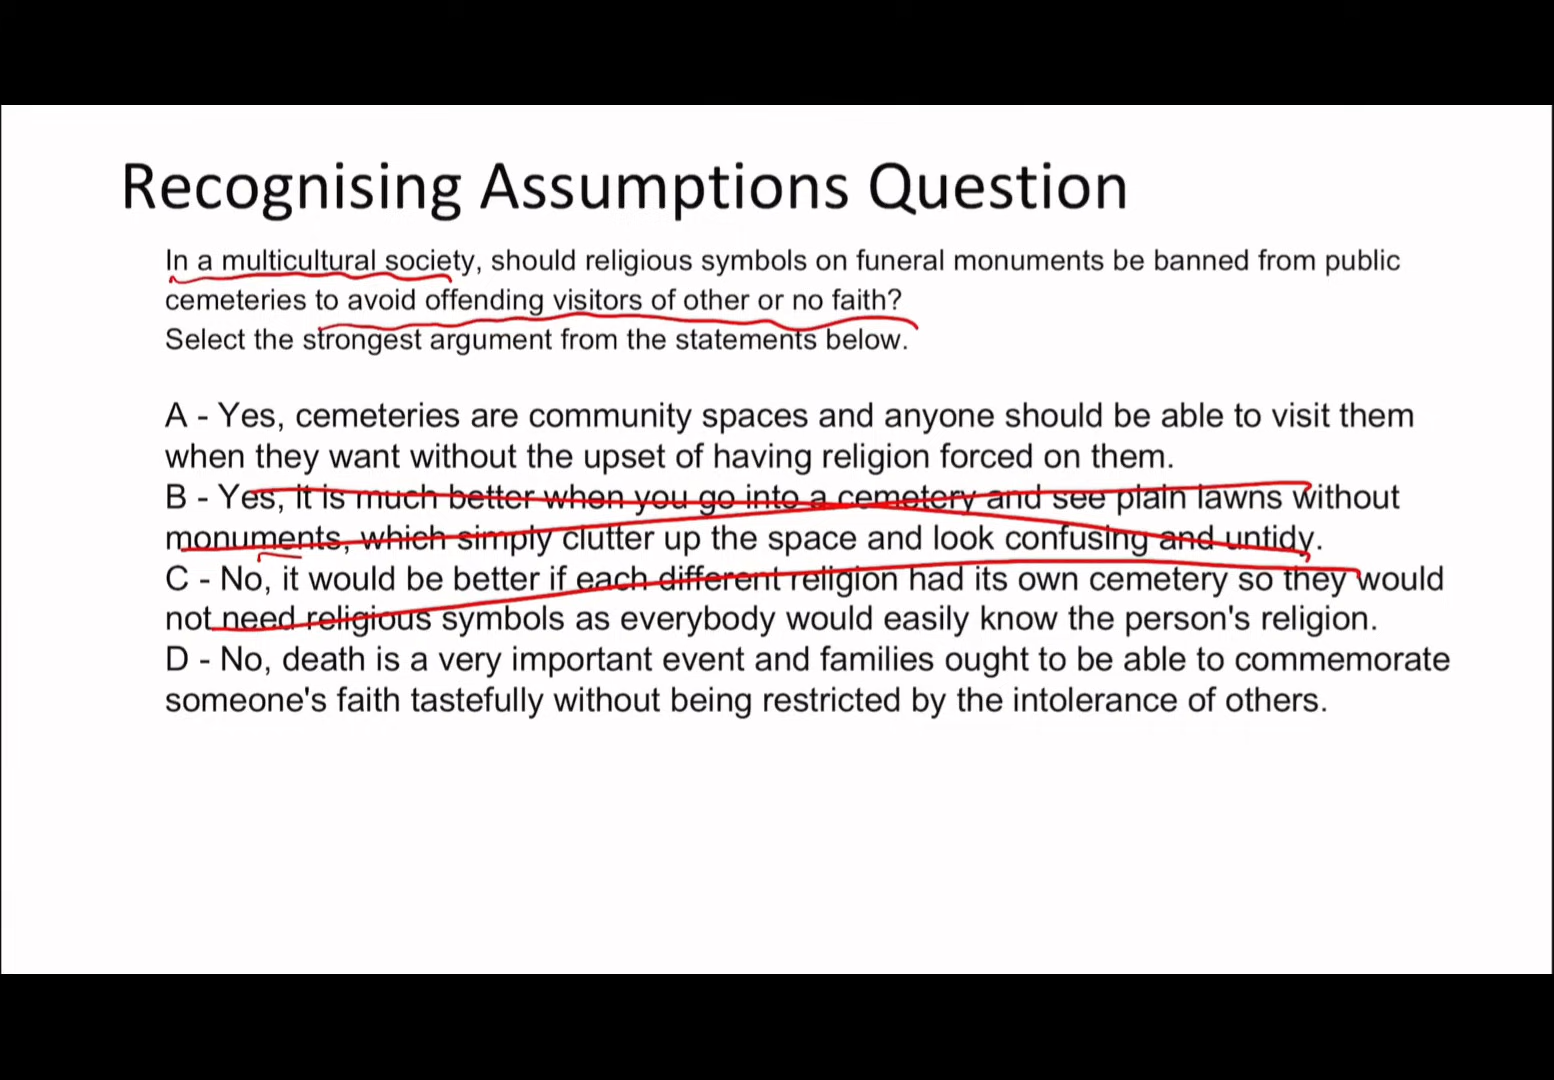 Recognising Assumptions Question
In a multicultural society, should religious symbols on funeral monuments be banned from public
cemeteries to avoid offending visitors of other or no faith?
Select the strongest argument from the statements below.
A - Yes, cemeteries are community spaces and anyone should be able to visit them
when they want without the upset of having religion forced on them.
B - Yes, it is much better when you go into a cemetery and see plain lawns without
monuments, which simply clutter up the space and look confusing and untidy.
C - No, it would be better if each different religion had its own cemetery so they would
not need religious symbols as everybody would easily know the person's religion.
D - No, death is a very important event and families ought to be able to commemorate
someone's faith tastefully without being restricted by the intolerance of others.